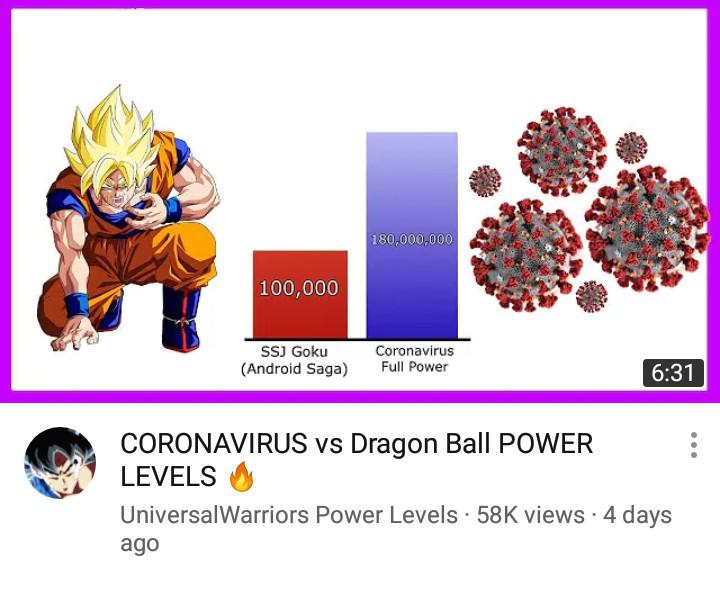 100,000
180,000,000
SSJ Goku
(Android Saga)
Coronavirus
Full Power
6:31
CORONAVIRUS vs Dragon Ball POWER
LEVELS 🔥
UniversalWarriors Power Levels · 58K views · 4 days
ago